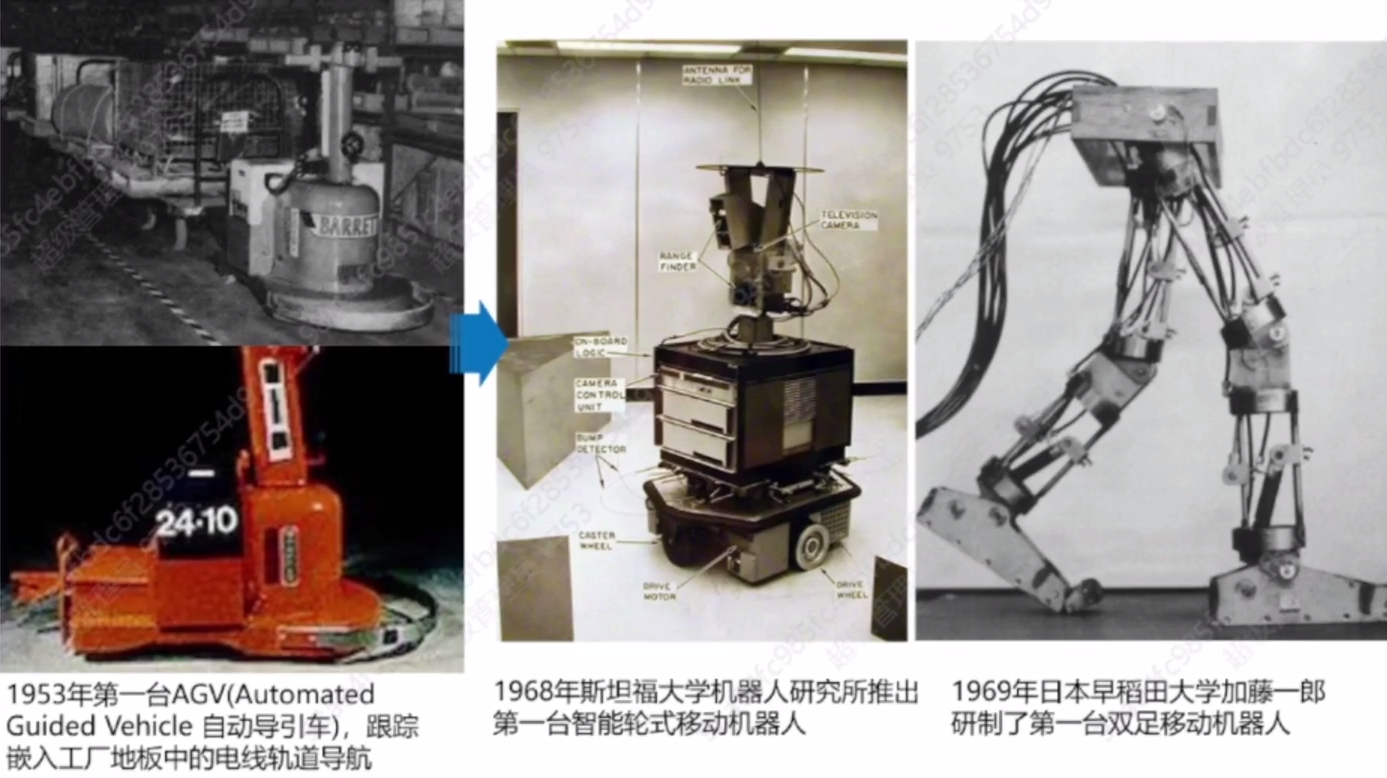 BARRET
24·10
ANTENNA FOR
RADIO LINK
TELEVISION
CAMERA
RANGE
FINDER
ON-BOARD
LOGIC
CAMERA
CONTROL
UNIT
BUMP
DETECTOR
CASTER
WHEEL
DRIVE
MOTOR
DRIVE
WHEEL
1953年第一台AGV(Automated
Guided Vehicle 自动导引车)，跟踪
嵌入工厂地板中的电线轨道导航
1968年斯坦福大学机器人研究所推出
第一台智能轮式移动机器人
1969年日本早稻田大学加藤一郎
研制了第一台双足移动机器人